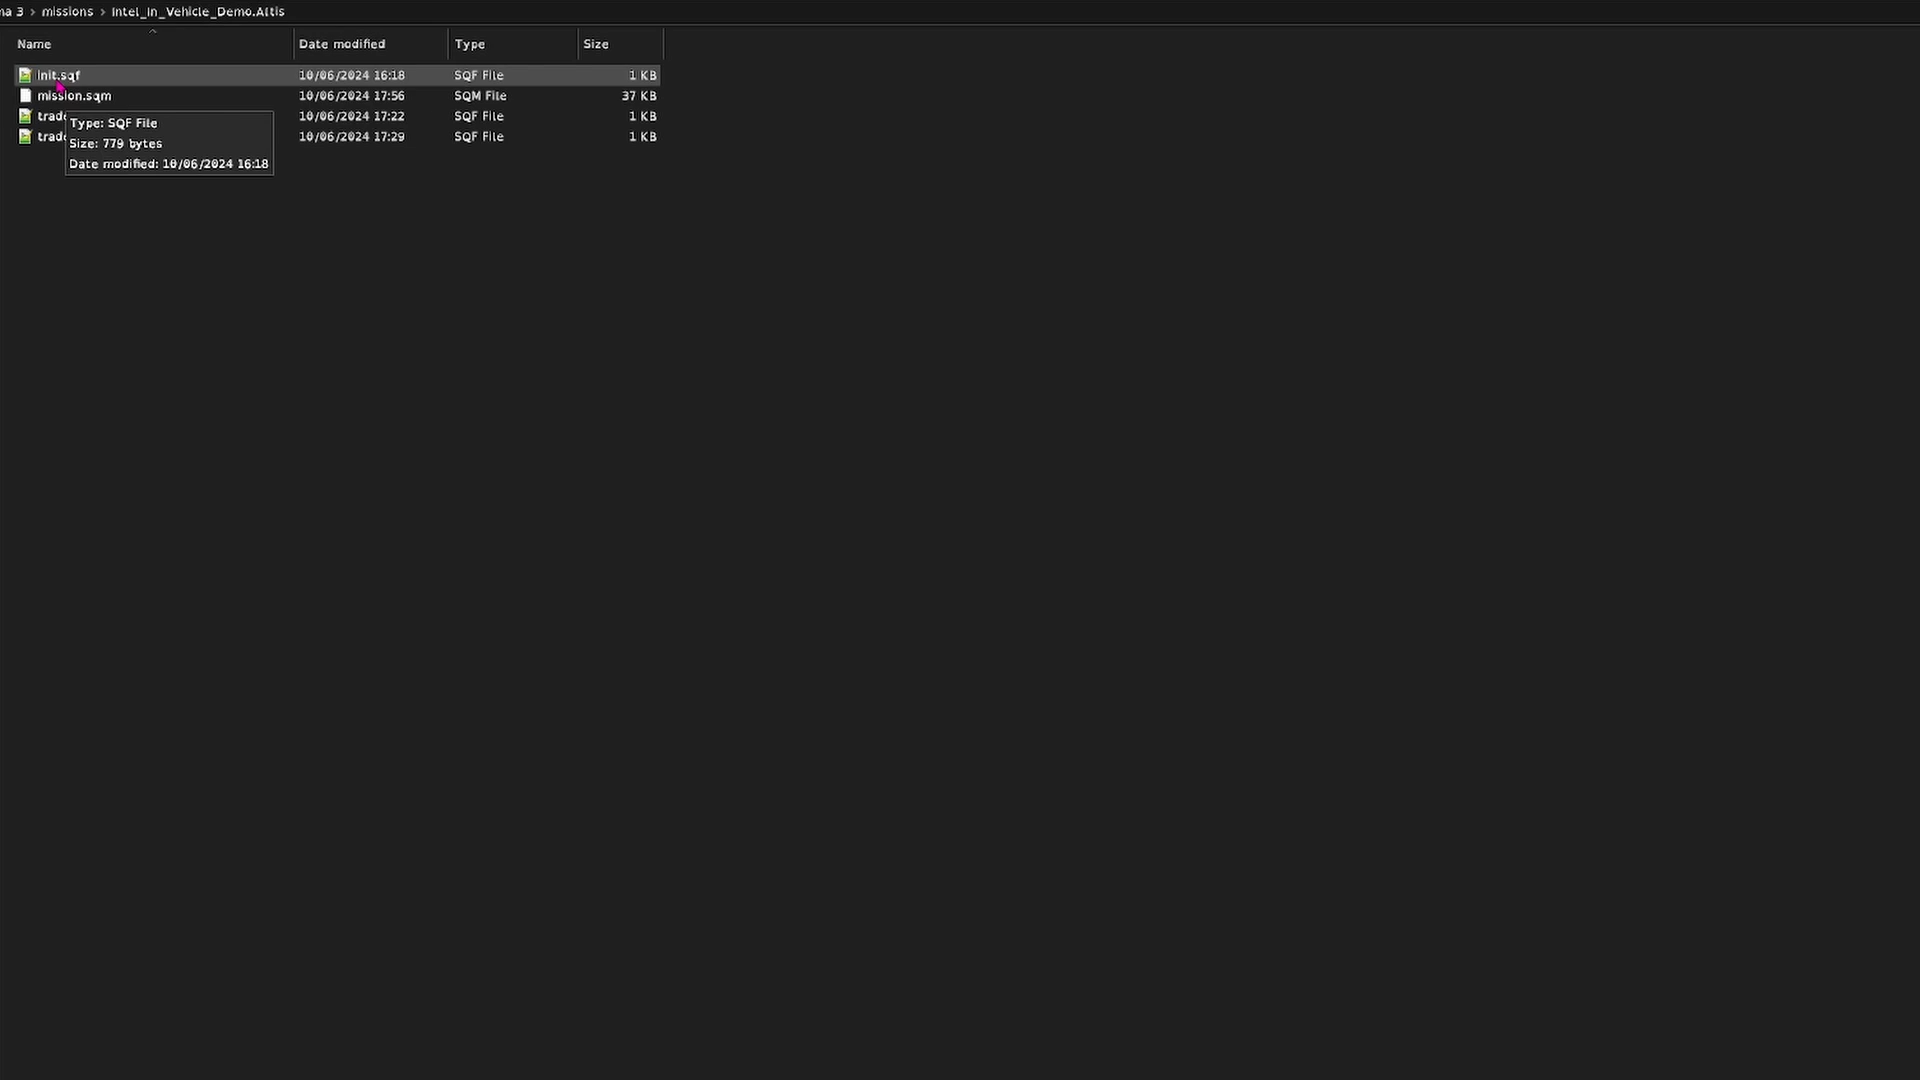 ma 3 > missions > Intel_In_Vehicle_Demo.Altis
Name Date modified Type Size
init.sqf 10/06/2024 16:18 SQF File 1 KB
mission.sqm 10/06/2024 17:56 SQM File 37 KB
trad 10/06/2024 17:22 SQF File 1 KB
trad 10/06/2024 17:29 SQF File 1 KB
Type: SQF File
Size: 779 bytes
Date modified: 10/06/2024 16:18